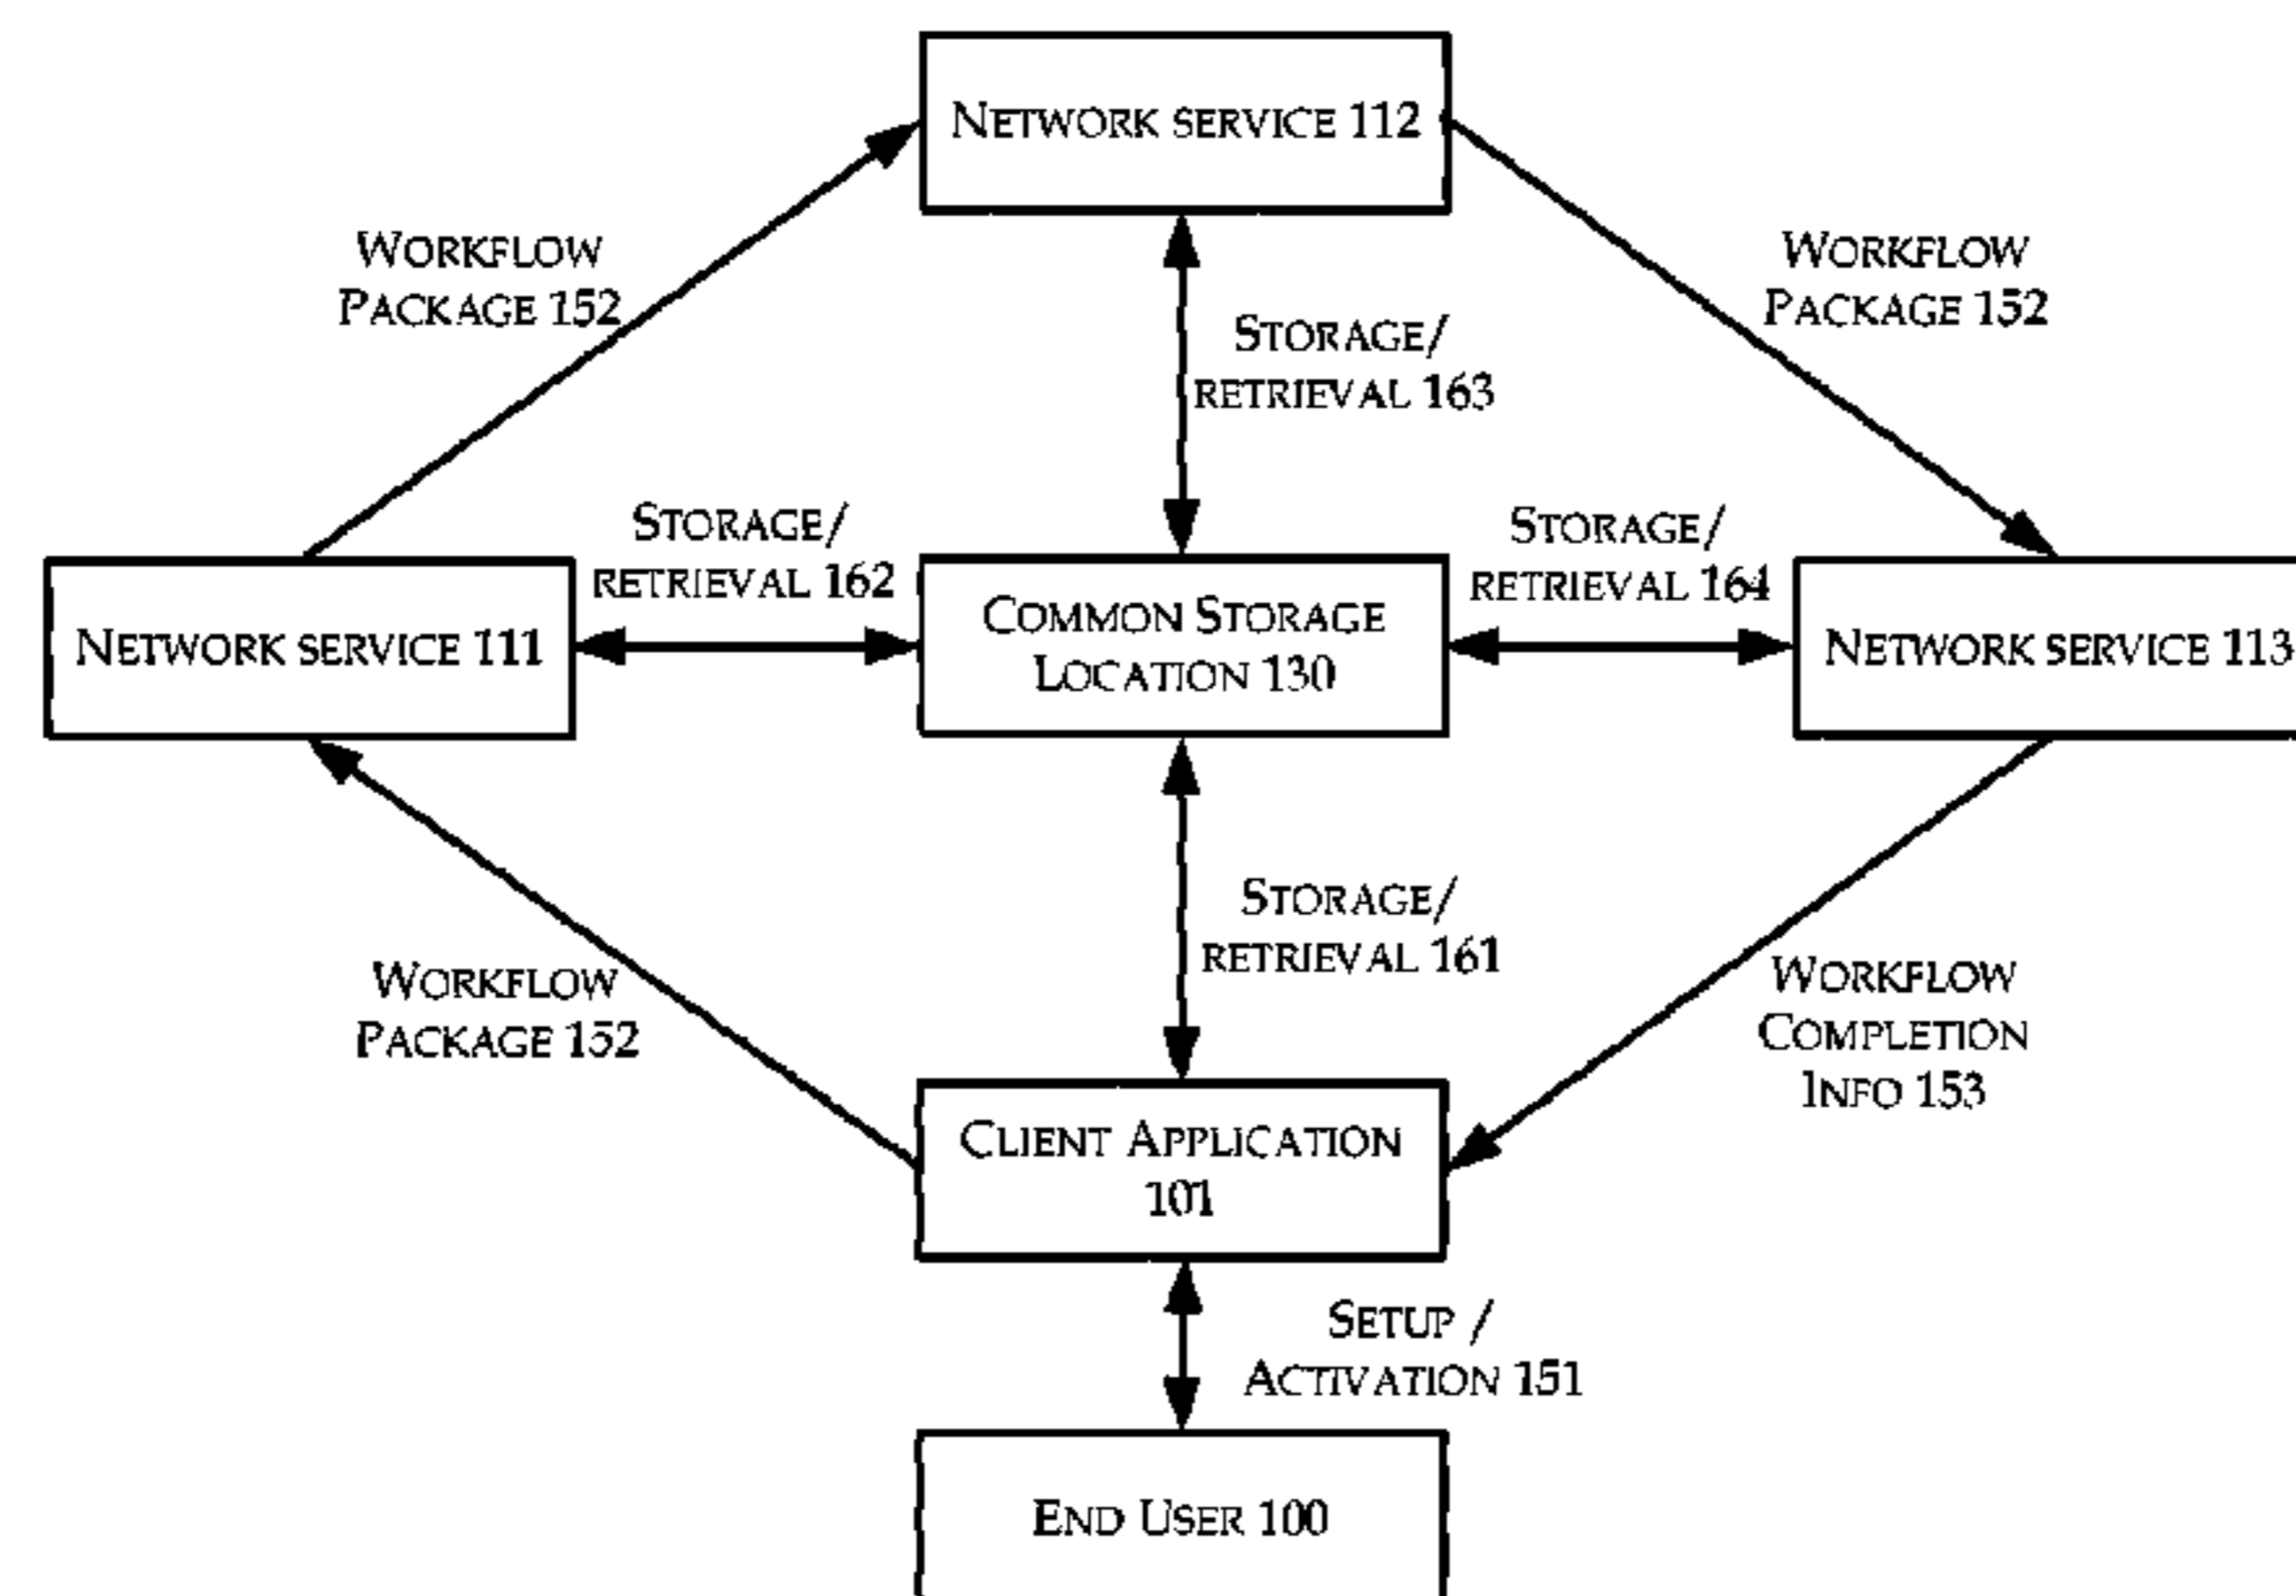 NETWORK SERVICE 112
WORKFLOW
PACKAGE 152
WORKFLOW
PACKAGE 152
STORAGE/
RETRIEVAL 163
STORAGE/
RETRIEVAL 162
STORAGE/
RETRIEVAL 164
NETWORK SERVICE 111
COMMON STORAGE
LOCATION 130
NETWORK SERVICE 113
STORAGE/
RETRIEVAL 161
WORKFLOW
PACKAGE 152
WORKFLOW
COMPLETION
INFO 153
CLIENT APPLICATION
101
SETUP /
ACTIVATION 151
END USER 100